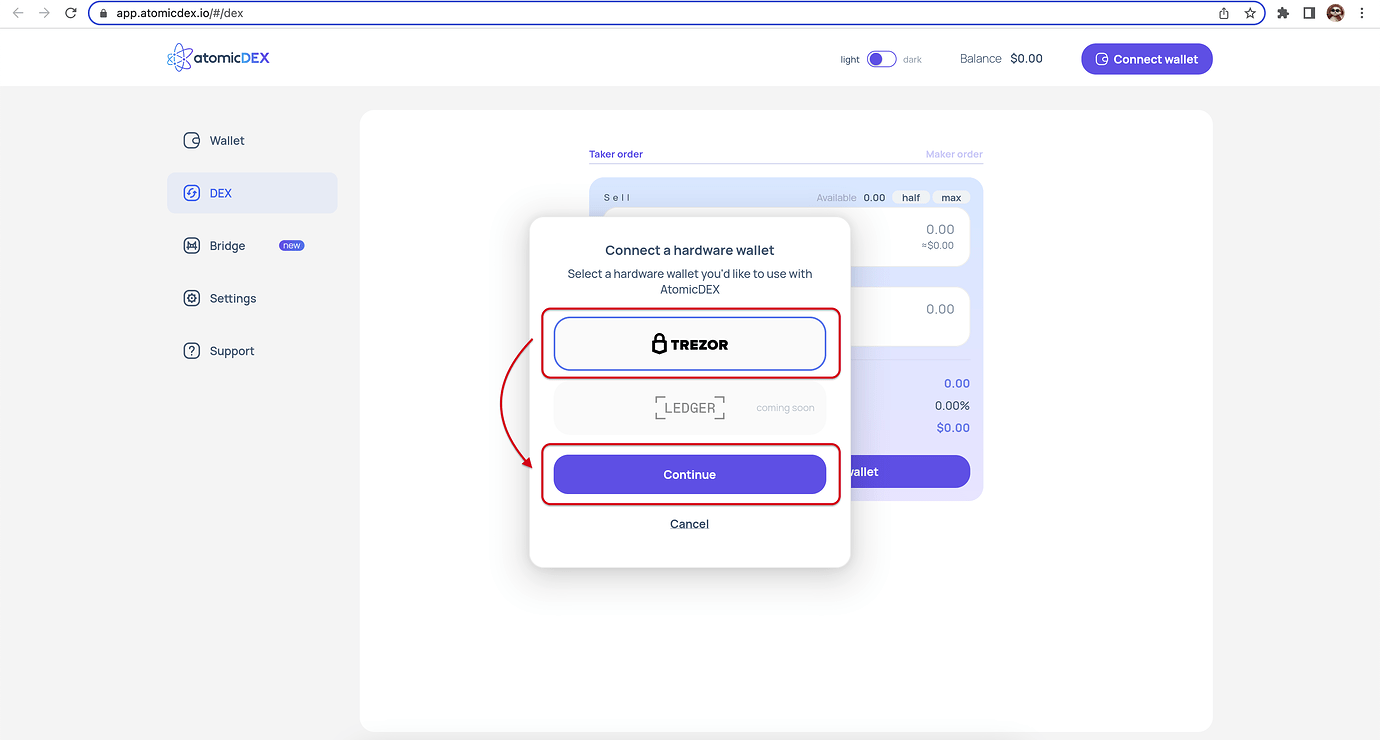 app.atomicdex.io/#/dex
atomicDEX
light
dark
Balance $0.00
Connect wallet
Wallet
DEX
Bridge new
Settings
Support
Taker order
Maker order
Sell
Available 0.00 half max
0.00
≈$0.00
0.00
0.00
0.00%
$0.00
Connect a hardware wallet
Select a hardware wallet you'd like to use with
AtomicDEX
TREZOR
LEDGER coming soon
Continue
Cancel